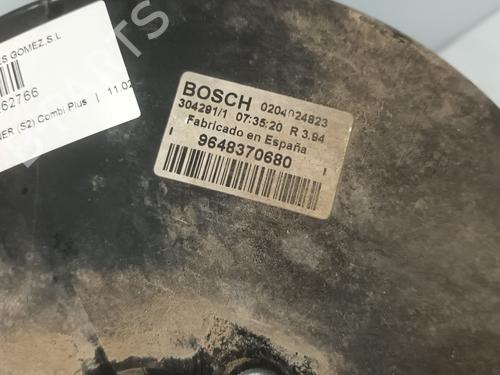 ES GOMEZ,S.L
62766
NER (S2) Combi Plus | 11.02
BOSCH 0204024823
304291/1 07:35:20 R 3.94
Fabricado en España
9648370680